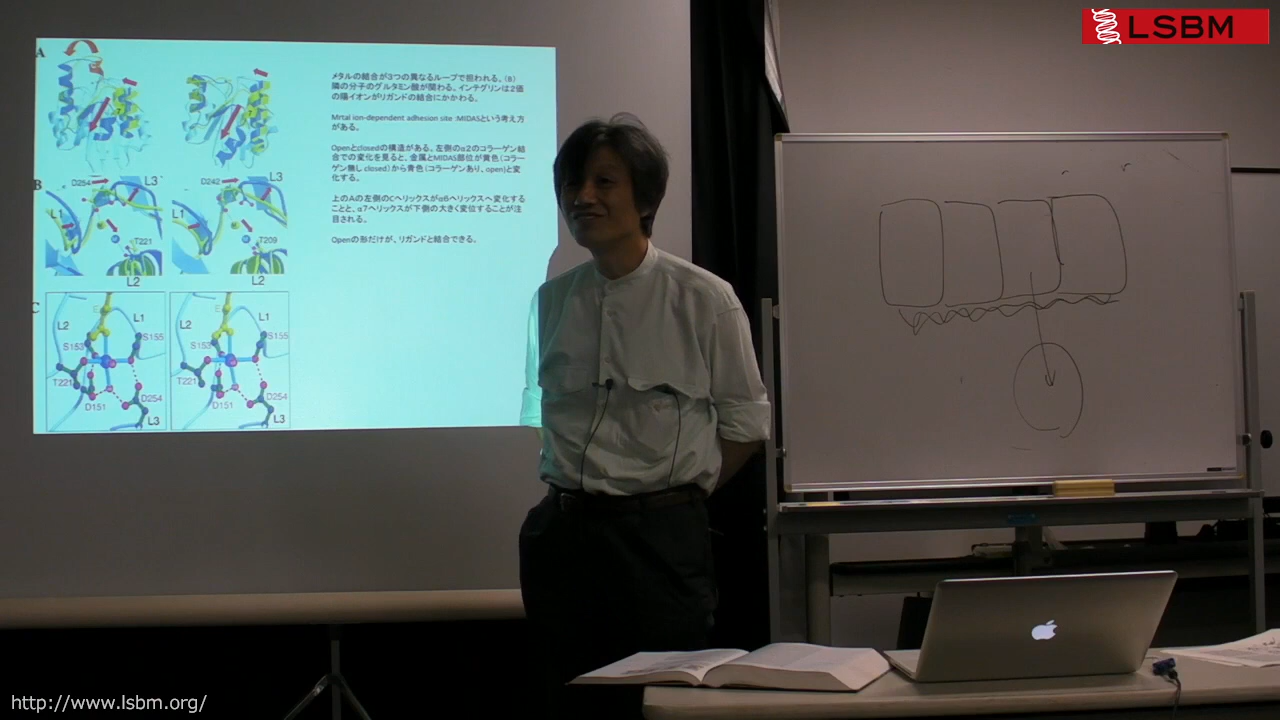 LSBM
A
メタルの結合が3つの異なるループで担われる。(8)
隣の分子のグルタミン酸が関わる。インテグリンは2価
の陽イオンがリガンドの結合にかかわる。
Mrtal ion-dependent adhesion site :MIDASという考え方
がある。
Openとclosedの構造がある。左側のα2のコラーゲン結
合での変化を見ると、金属とMIDAS部位が黄色(コラー
ゲン無し closed)から青色(コラーゲンあり、open)と変
化する。
上のAの左側のCヘリックスがα6ヘリックスへ変化する
ことと、α7ヘリックスが下側の大きく変位することが注
目される。
Openの形だけが、リガンドと結合できる。
B
D254 L3 D242 L3
L1 L1
T221 T209
L2 L2
C
L2 L1 L2 L1
S153 S155 S153 S155
T221 T221
D151 D254 D151 D254
L3 L3
http://www.lsbm.org/